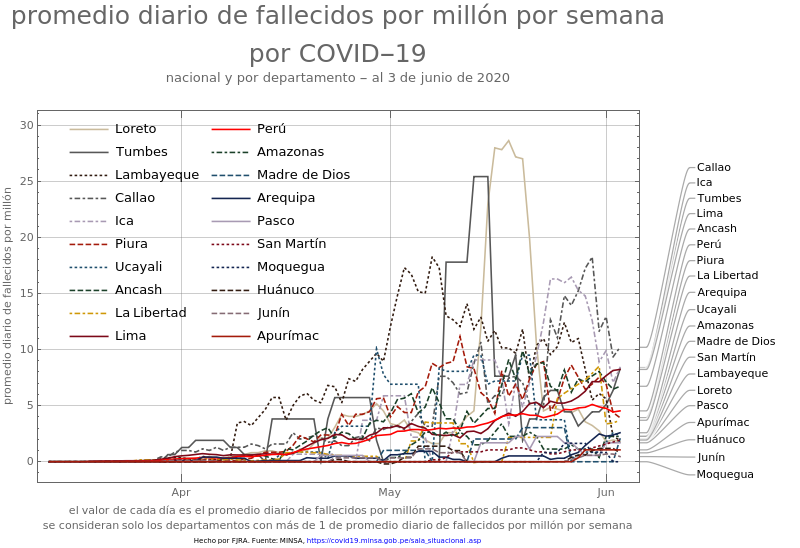 promedio diario de fallecidos por millón por semana
por COVID−19
nacional y por departamento − al 3 de junio de 2020
promedio diario de fallecidos por millón
30
25
20
15
10
5
0
Apr
May
Jun
Loreto
Tumbes
Lambayeque
Callao
Ica
Piura
Ucayali
Ancash
La Libertad
Lima
Perú
Amazonas
Madre de Dios
Arequipa
Pasco
San Martín
Moquegua
Huánuco
Junín
Apurímac
Callao
Ica
Tumbes
Lima
Ancash
Perú
Piura
La Libertad
Arequipa
Ucayali
Amazonas
Madre de Dios
San Martín
Lambayeque
Loreto
Pasco
Apurímac
Huánuco
Junín
Moquegua
el valor de cada día es el promedio diario de fallecidos por millón reportados durante una semana
se consideran solo los departamentos con más de 1 de promedio diario de fallecidos por millón por semana
Hecho por FJRA. Fuente: MINSA, https://covid19.minsa.gob.pe/sala_situacional.asp